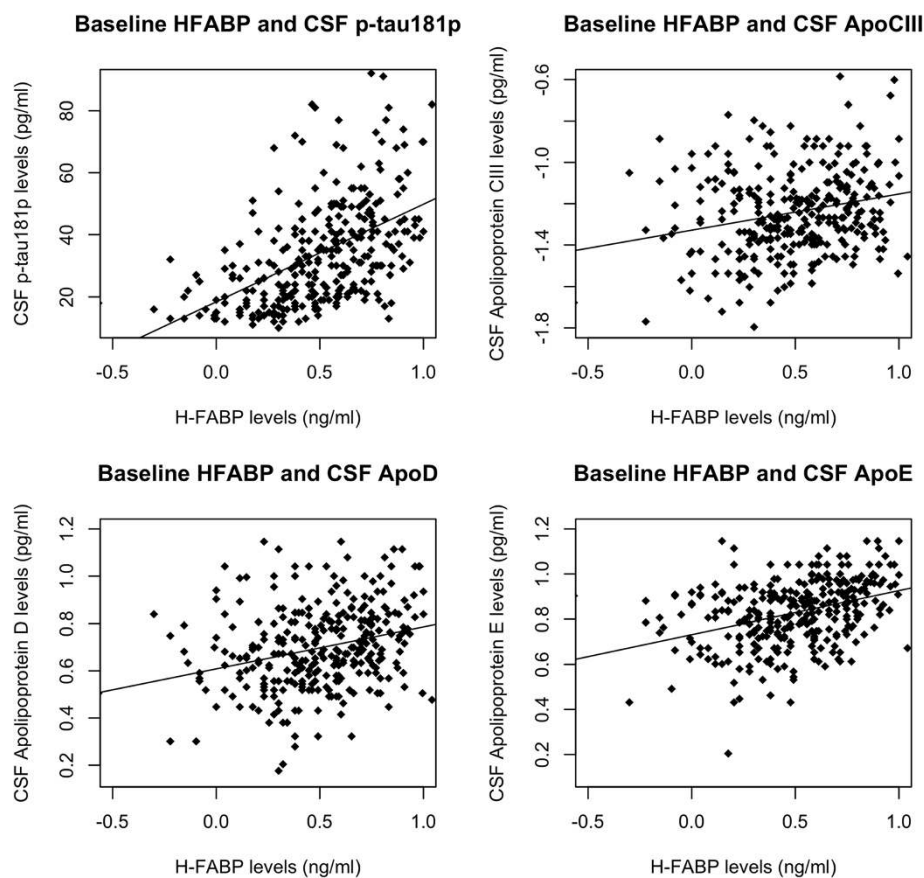 Baseline HFABP and CSF p-tau181p
CSF p-tau181p levels (pg/ml)
20 40 60 80
-0.5 0.0 0.5 1.0
H-FABP levels (ng/ml)
Baseline HFABP and CSF ApoCIII
CSF Apolipoprotein CIII levels (pg/ml)
-1.8 -1.4 -1.0 -0.6
-0.5 0.0 0.5 1.0
H-FABP levels (ng/ml)
Baseline HFABP and CSF ApoD
CSF Apolipoprotein D levels (pg/ml)
0.2 0.4 0.6 0.8 1.0 1.2
-0.5 0.0 0.5 1.0
H-FABP levels (ng/ml)
Baseline HFABP and CSF ApoE
CSF Apolipoprotein E levels (pg/ml)
0.2 0.4 0.6 0.8 1.0 1.2
-0.5 0.0 0.5 1.0
H-FABP levels (ng/ml)